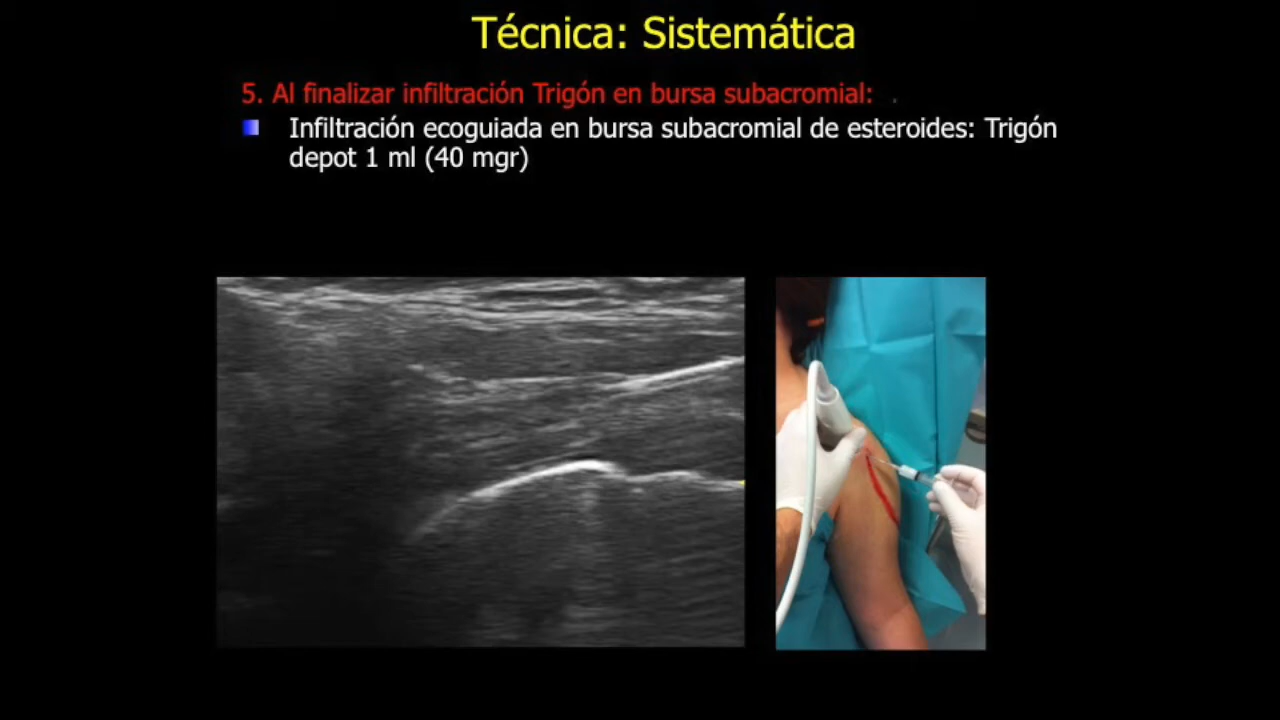 Técnica: Sistemática
5. Al finalizar infiltración Trigón en bursa subacromial:
Infiltración ecoguiada en bursa subacromial de esteroides: Trigón
depot 1 ml (40 mgr)